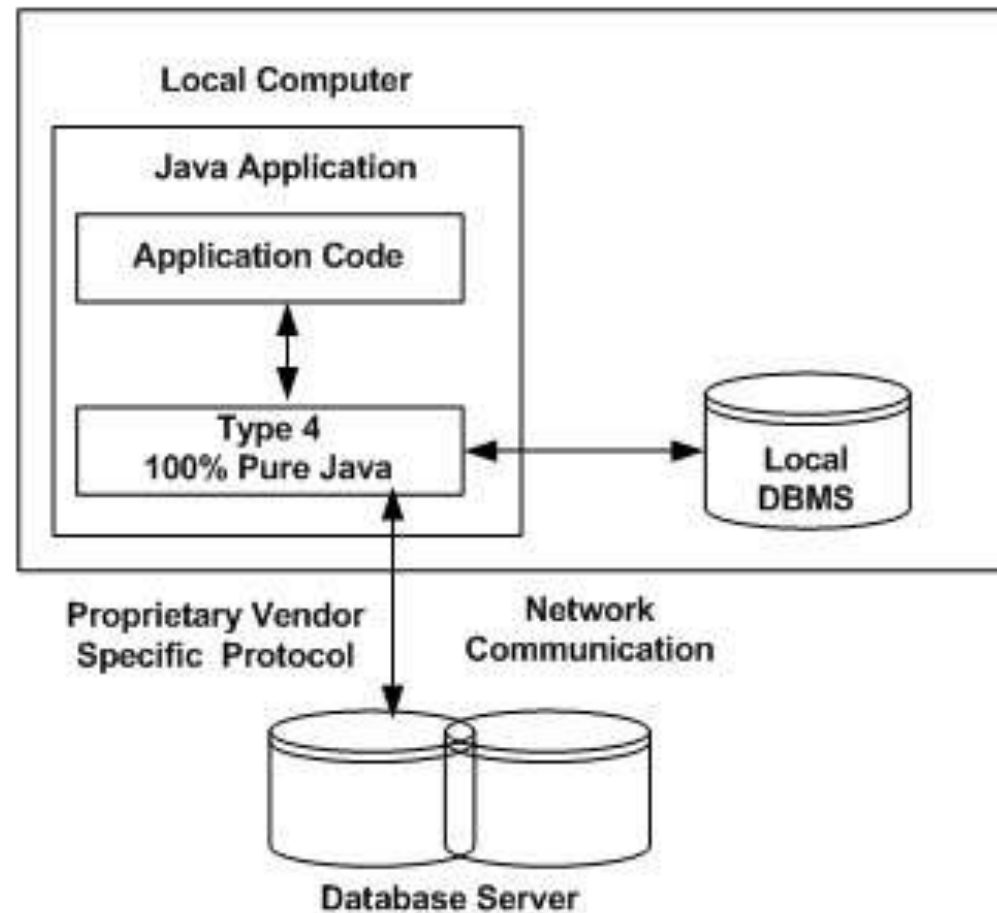 Local Computer
Java Application
Application Code
Type 4
100% Pure Java
Local
DBMS
Proprietary Vendor
Specific Protocol
Network
Communication
Database Server